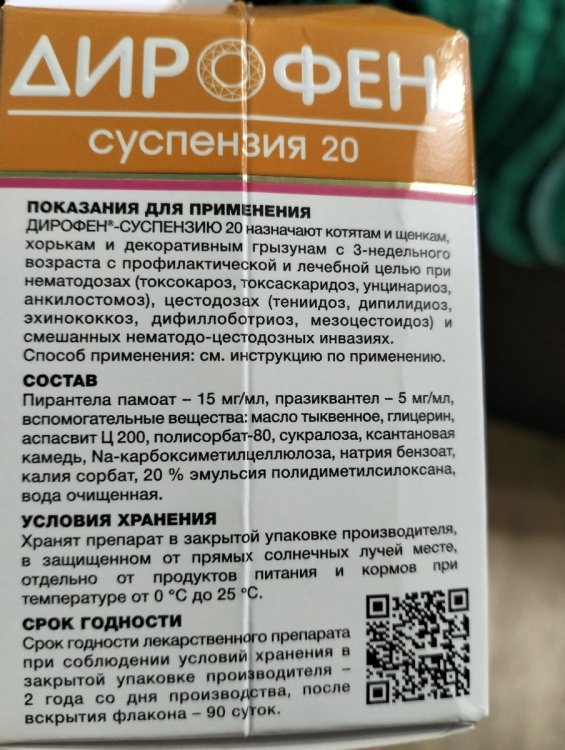 ДИРОФЕН
суспензия 20
ПОКАЗАНИЯ ДЛЯ ПРИМЕНЕНИЯ
ДИРОФЕН®-СУСПЕНЗИЮ 20 назначают котятам и щенкам,
хорькам и декоративным грызунам с 3-недельного
возраста с профилактической и лечебной целью при
нематодозах (токсокароз, токсаскаридоз, унцинариоз,
анкилостомоз), цестодозах (тениидоз, дипилидиоз,
эхинококкоз, дифиллоботриоз, мезоцестоидоз) и
смешанных нематодо-цестодозных инвазиях.
Способ применения: см. инструкцию по применению.
СОСТАВ
Пирантела памоат – 15 мг/мл, празиквантел – 5 мг/мл,
вспомогательные вещества: масло тыквенное, глицерин,
аспасвит Ц 200, полисорбат-80, сукралоза, ксантановая
камедь, Na-карбоксиметилцеллюлоза, натрия бензоат,
калия сорбат, 20 % эмульсия полидиметилсилоксана,
вода очищенная.
УСЛОВИЯ ХРАНЕНИЯ
Хранят препарат в закрытой упаковке производителя,
в защищенном от прямых солнечных лучей месте,
отдельно от продуктов питания и кормов при
температуре от 0 °С до 25 °С.
СРОК ГОДНОСТИ
Срок годности лекарственного препарата
при соблюдении условий хранения в
закрытой упаковке производителя –
2 года со дня производства, после
вскрытия флакона – 90 суток.